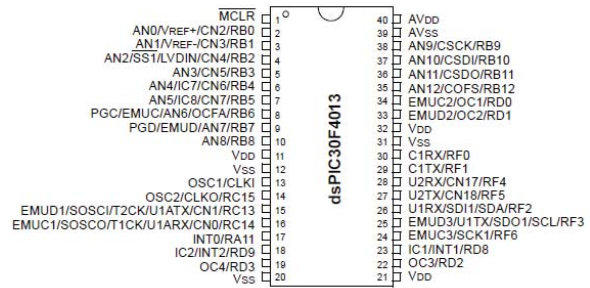 MCLR 1
AN0/VREF+/CN2/RB0 2
AN1/VREF-/CN3/RB1 3
AN2/SS1/LVDIN/CN4/RB2 4
AN3/CN5/RB3 5
AN4/IC7/CN6/RB4 6
AN5/IC8/CN7/RB5 7
PGC/EMUC/AN6/OCFA/RB6 8
PGD/EMUD/AN7/RB7 9
AN8/RB8 10
VDD 11
VSS 12
OSC1/CLKI 13
OSC2/CLKO/RC15 14
EMUD1/SOSCI/T2CK/U1ATX/CN1/RC13 15
EMUC1/SOSCO/T1CK/U1ARX/CN0/RC14 16
INT0/RA11 17
IC2/INT2/RD9 18
OC4/RD3 19
VSS 20
dsPIC30F4013
40 AVDD
39 AVSS
38 AN9/CSCK/RB9
37 AN10/CSDI/RB10
36 AN11/CSDO/RB11
35 AN12/COFS/RB12
34 EMUC2/OC1/RD0
33 EMUD2/OC2/RD1
32 VDD
31 VSS
30 C1RX/RF0
29 C1TX/RF1
28 U2RX/CN17/RF4
27 U2TX/CN18/RF5
26 U1RX/SDI1/SDA/RF2
25 EMUD3/U1TX/SDO1/SCL/RF3
24 EMUC3/SCK1/RF6
23 IC1/INT1/RD8
22 OC3/RD2
21 VDD